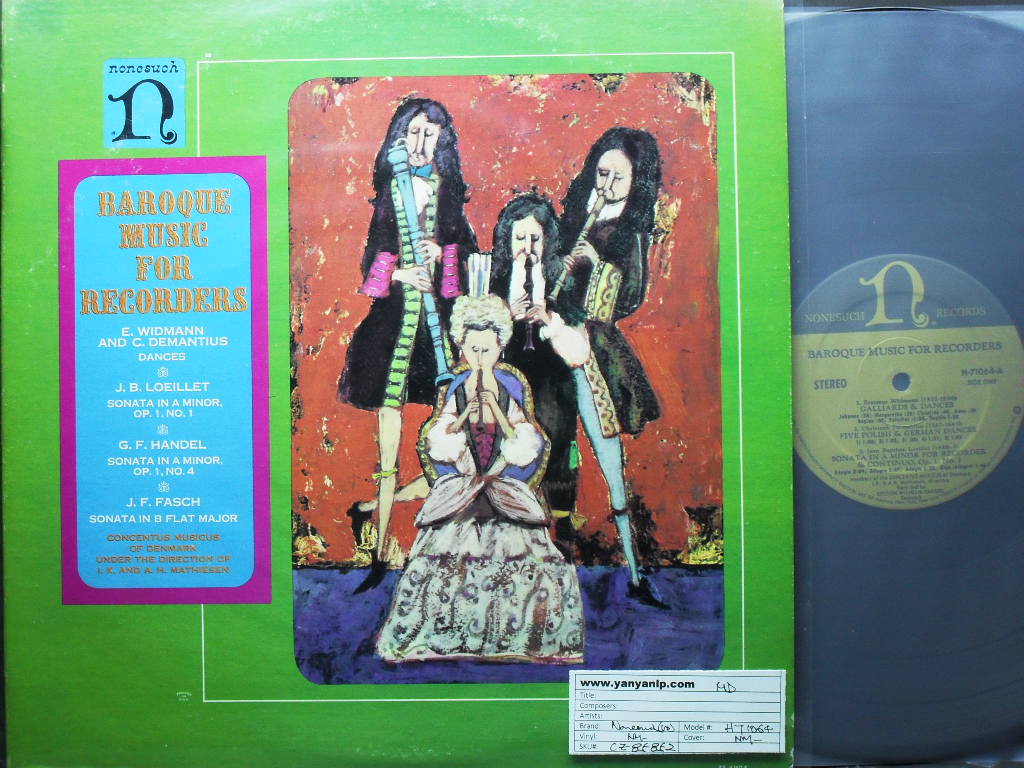 nonesuch
n
BAROQUE
MUSIC
FOR
RECORDERS
E. WIDMANN
AND C. DEMANTIUS
DANCES
J. B. LOEILLET
SONATA IN A MINOR,
OP. 1, NO. 1
G. F. HANDEL
SONATA IN A MINOR,
OP. 1, NO. 4
J. F. FASCH
SONATA IN B FLAT MAJOR
CONCENTUS MUSICUS
OF DENMARK
UNDER THE DIRECTION OF
I. K. AND A. H. MATHIESEN
n
NONESUCH RECORDS
BAROQUE MUSIC FOR RECORDERS
STEREO
H-71064-A
SIDE ONE
GALLIARDS & DANCES
FIVE POLISH & GERMAN DANCES
SONATA IN A MINOR FOR RECORDER
& CONTINUO, Op. 1, No. 1
www.yanyanlp.com MD
Title:
Composers:
Artists:
Brand: Nonesuch Model #: H 71064
Vinyl: NM- Cover: NM-
SKU#: